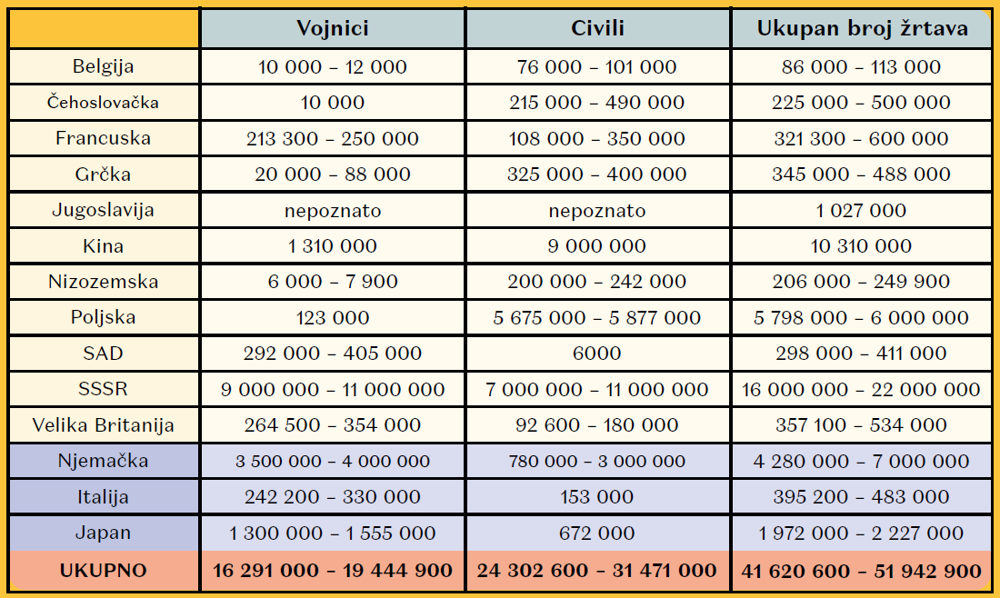 Vojnici Civili Ukupan broj žrtava
Belgija 10 000 – 12 000 76 000 – 101 000 86 000 – 113 000
Čehoslovačka 10 000 215 000 – 490 000 225 000 – 500 000
Francuska 213 300 – 250 000 108 000 – 350 000 321 300 – 600 000
Grčka 20 000 – 88 000 325 000 – 400 000 345 000 – 488 000
Jugoslavija nepoznato nepoznato 1 027 000
Kina 1 310 000 9 000 000 10 310 000
Nizozemska 6 000 – 7 900 200 000 – 242 000 206 000 – 249 900
Poljska 123 000 5 675 000 – 5 877 000 5 798 000 – 6 000 000
SAD 292 000 – 405 000 6000 298 000 – 411 000
SSSR 9 000 000 – 11 000 000 7 000 000 – 11 000 000 16 000 000 – 22 000 000
Velika Britanija 264 500 – 354 000 92 600 – 180 000 357 100 – 534 000
Njemačka 3 500 000 – 4 000 000 780 000 – 3 000 000 4 280 000 – 7 000 000
Italija 242 200 – 330 000 153 000 395 200 – 483 000
Japan 1 300 000 – 1 555 000 672 000 1 972 000 – 2 227 000
UKUPNO 16 291 000 – 19 444 900 24 302 600 – 31 471 000 41 620 600 – 51 942 900